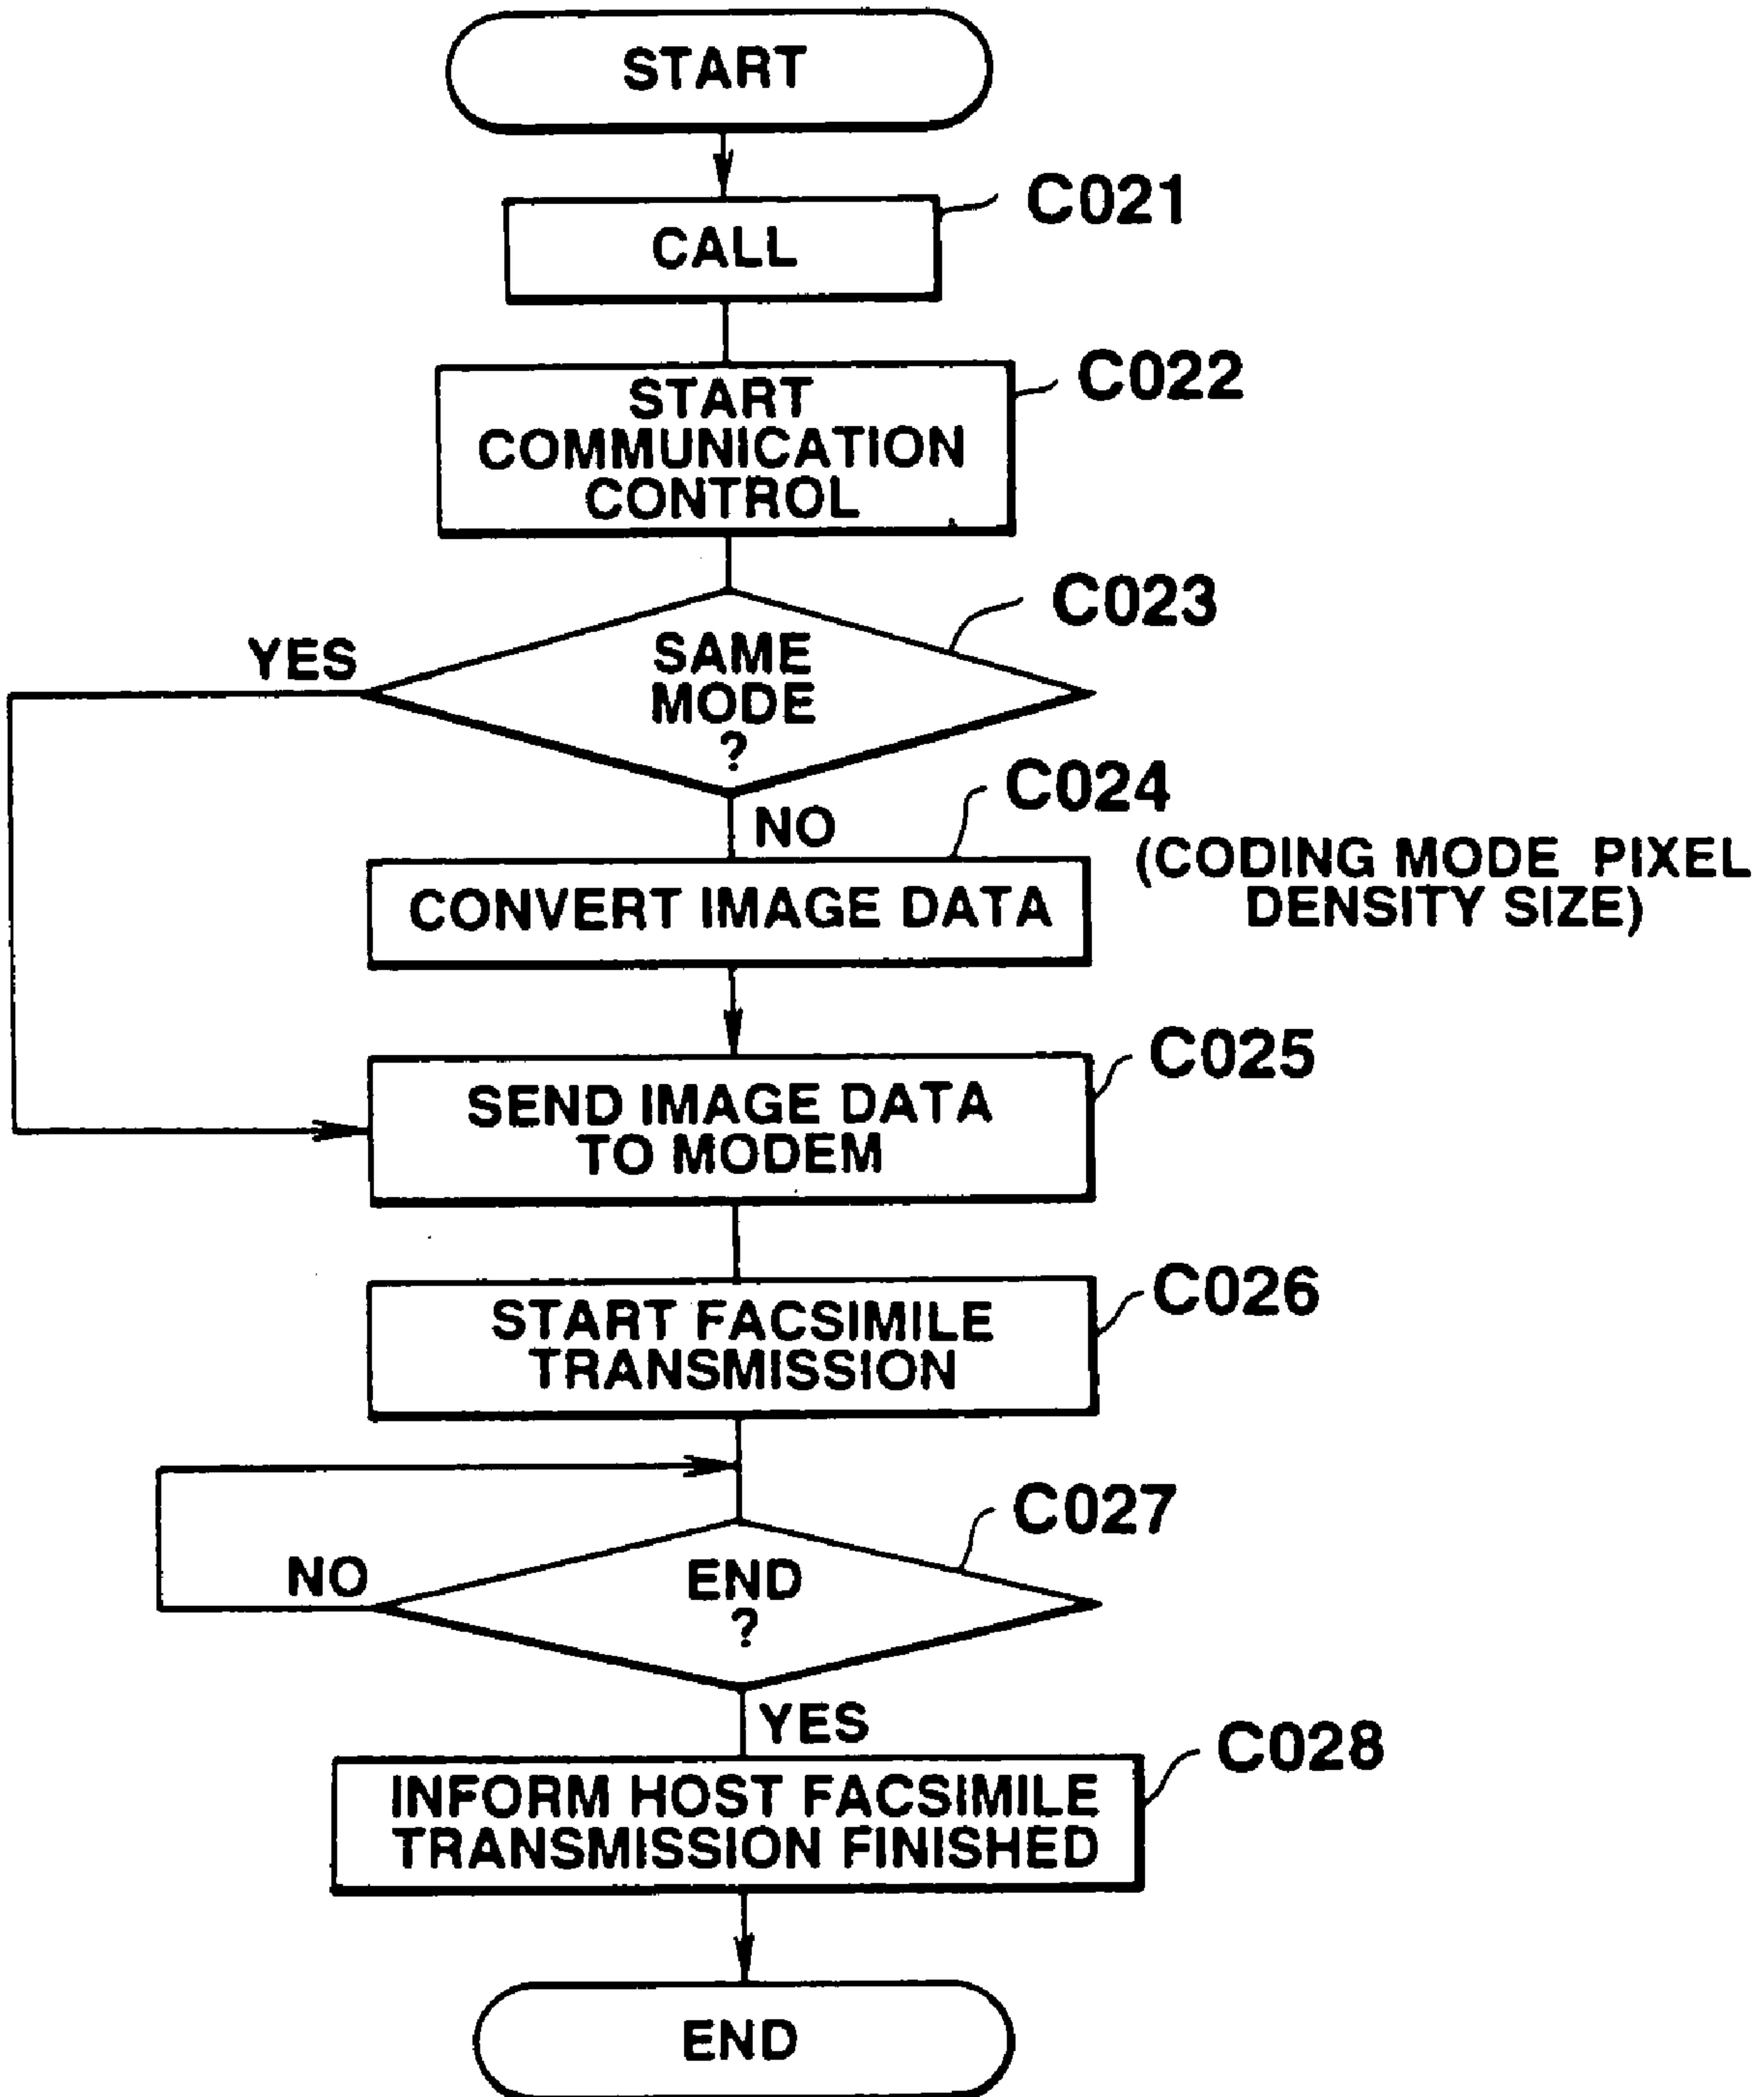 START
C021
CALL
C022
START
COMMUNICATION
CONTROL
C023
YES
SAME
MODE
?
C024
NO
(CODING MODE PIXEL
DENSITY SIZE)
CONVERT IMAGE DATA
C025
SEND IMAGE DATA
TO MODEM
C026
START FACSIMILE
TRANSMISSION
C027
NO
END
?
YES
C028
INFORM HOST FACSIMILE
TRANSMISSION FINISHED
END